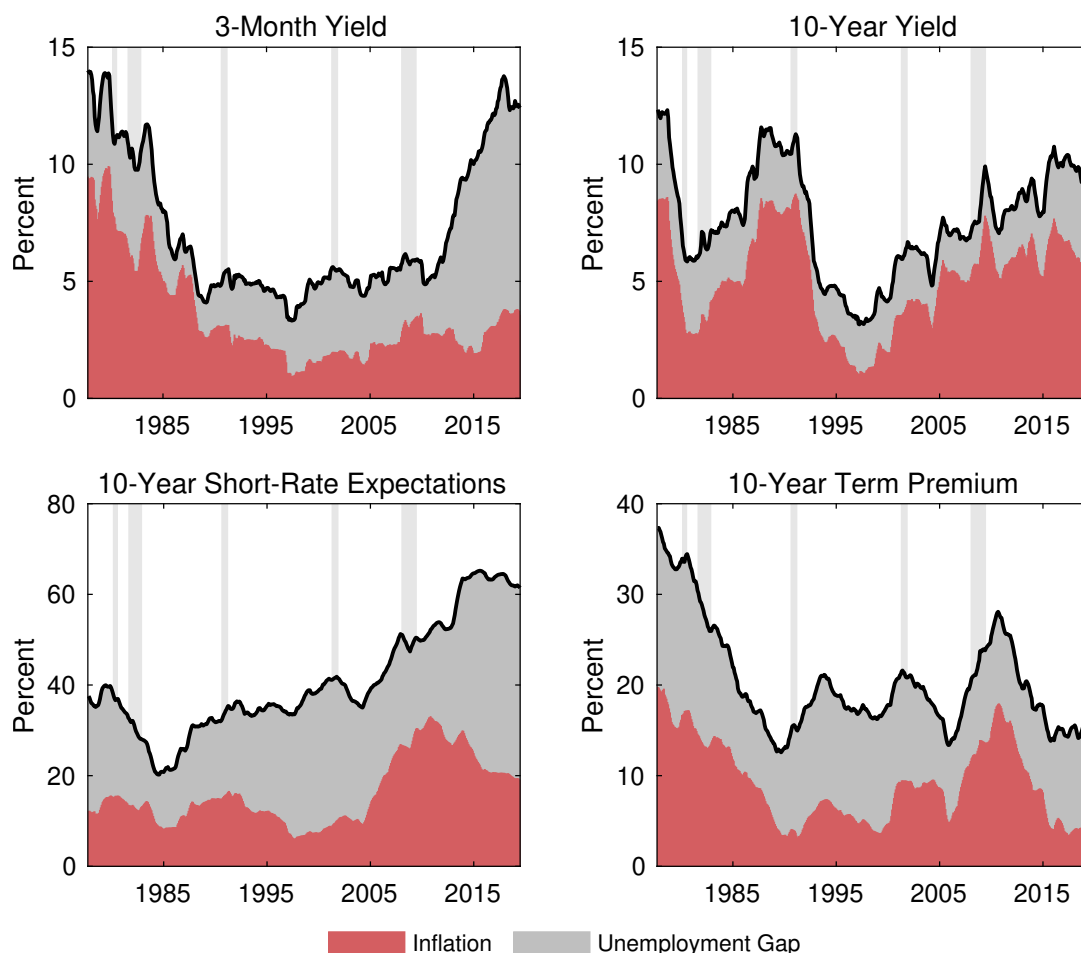 3-Month Yield
15
10
5
0
Percent
1985 1995 2005 2015
10-Year Yield
15
10
5
0
Percent
1985 1995 2005 2015
10-Year Short-Rate Expectations
80
60
40
20
0
Percent
1985 1995 2005 2015
10-Year Term Premium
40
30
20
10
0
Percent
1985 1995 2005 2015
Inflation Unemployment Gap